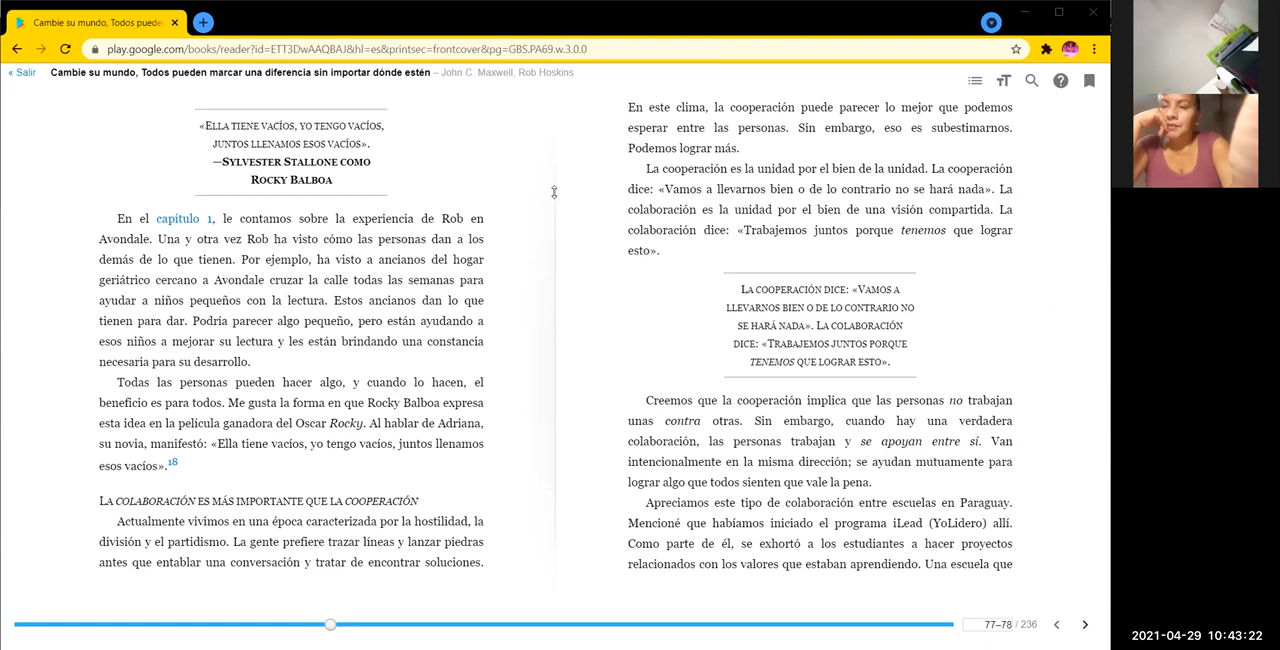 Cambie su mundo, Todos puede
play.google.com/books/reader?id=ETT3DwAAQBAJ&hl=es&printsec=frontcover&pg=GBS.PA69.w.3.0.0
« Salir
Cambie su mundo, Todos pueden marcar una diferencia sin importar dónde estén – John C. Maxwell, Rob Hoskins
«ELLA TIENE VACÍOS, YO TENGO VACÍOS,
JUNTOS LLENAMOS ESOS VACÍOS».
—SYLVESTER STALLONE COMO
ROCKY BALBOA
En el capítulo 1, le contamos sobre la experiencia de Rob en
Avondale. Una y otra vez Rob ha visto cómo las personas dan a los
demás de lo que tienen. Por ejemplo, ha visto a ancianos del hogar
geriátrico cercano a Avondale cruzar la calle todas las semanas para
ayudar a niños pequeños con la lectura. Estos ancianos dan lo que
tienen para dar. Podría parecer algo pequeño, pero están ayudando a
esos niños a mejorar su lectura y les están brindando una constancia
necesaria para su desarrollo.
Todas las personas pueden hacer algo, y cuando lo hacen, el
beneficio es para todos. Me gusta la forma en que Rocky Balboa expresa
esta idea en la película ganadora del Oscar Rocky. Al hablar de Adriana,
su novia, manifestó: «Ella tiene vacíos, yo tengo vacíos, juntos llenamos
esos vacíos».18
LA COLABORACIÓN ES MÁS IMPORTANTE QUE LA COOPERACIÓN
Actualmente vivimos en una época caracterizada por la hostilidad, la
división y el partidismo. La gente prefiere trazar líneas y lanzar piedras
antes que entablar una conversación y tratar de encontrar soluciones.
En este clima, la cooperación puede parecer lo mejor que podemos
esperar entre las personas. Sin embargo, eso es subestimarnos.
Podemos lograr más.
La cooperación es la unidad por el bien de la unidad. La cooperación
dice: «Vamos a llevarnos bien o de lo contrario no se hará nada». La
colaboración es la unidad por el bien de una visión compartida. La
colaboración dice: «Trabajemos juntos porque tenemos que lograr
esto».
LA COOPERACIÓN DICE: «VAMOS A
LLEVARNOS BIEN O DE LO CONTRARIO NO
SE HARÁ NADA». LA COLABORACIÓN
DICE: «TRABAJEMOS JUNTOS PORQUE
TENEMOS QUE LOGRAR ESTO».
Creemos que la cooperación implica que las personas no trabajan
unas contra otras. Sin embargo, cuando hay una verdadera
colaboración, las personas trabajan y se apoyan entre sí. Van
intencionalmente en la misma dirección; se ayudan mutuamente para
lograr algo que todos sienten que vale la pena.
Apreciamos este tipo de colaboración entre escuelas en Paraguay.
Mencioné que habíamos iniciado el programa iLead (YoLidero) allí.
Como parte de él, se exhortó a los estudiantes a hacer proyectos
relacionados con los valores que estaban aprendiendo. Una escuela que
77–78 / 236
2021-04-29 10:43:22